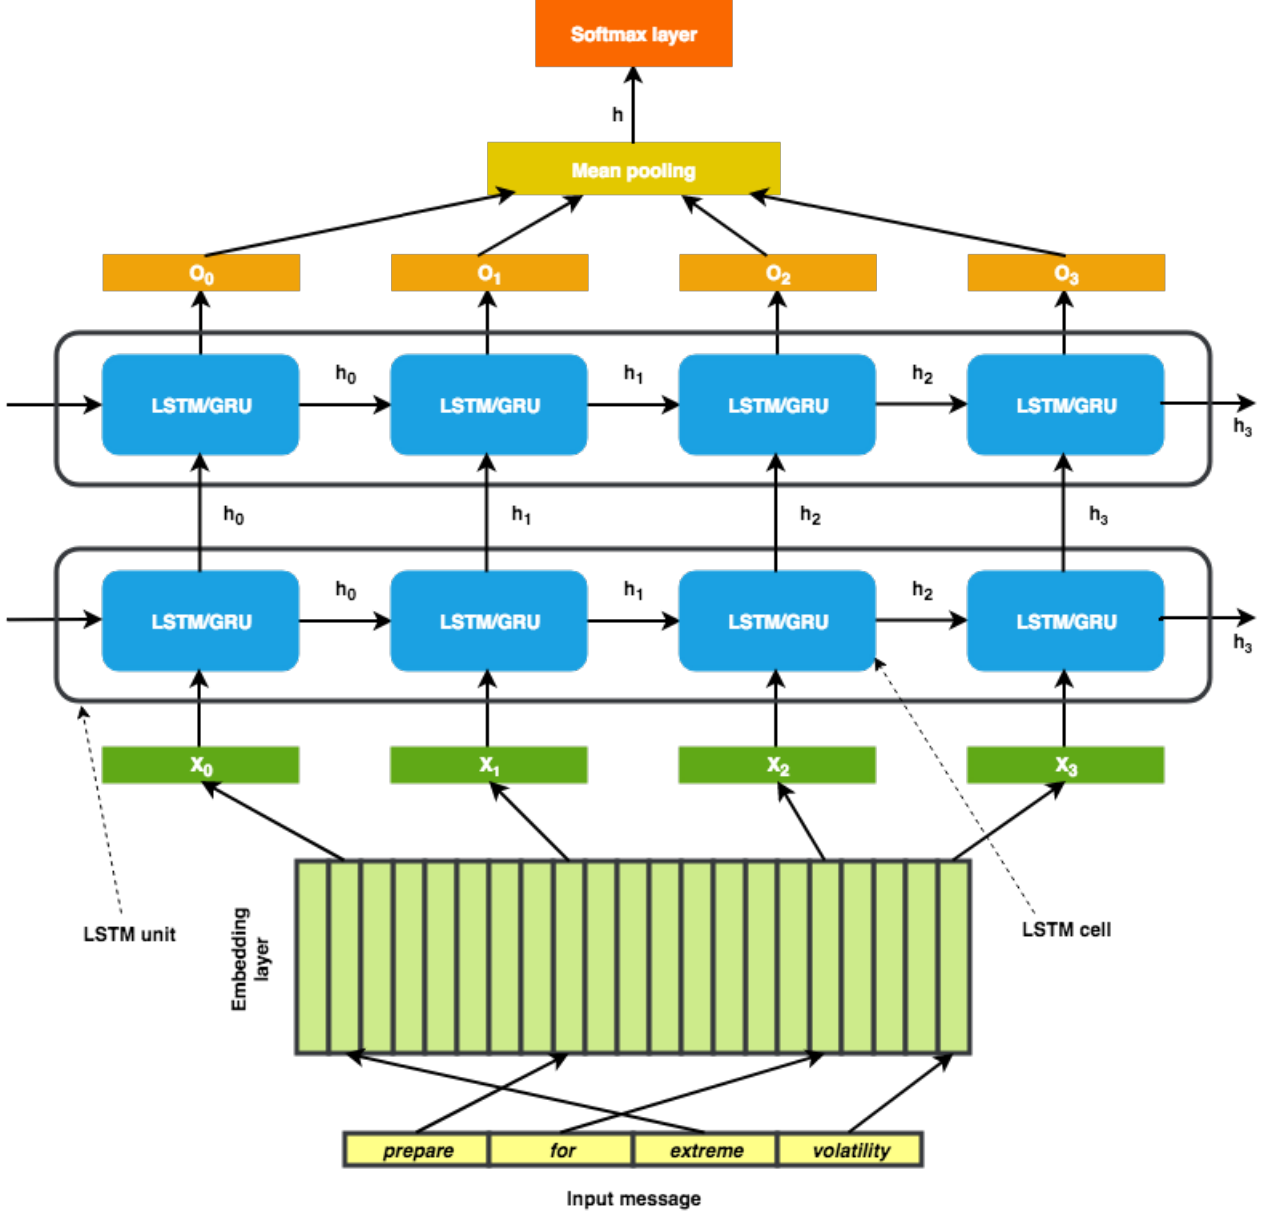 Softmax layer
h
Mean pooling
O0 O1 O2 O3
h0 h1 h2
LSTM/GRU LSTM/GRU LSTM/GRU LSTM/GRU
h3
h0 h1 h2 h3
h0 h1 h2
LSTM/GRU LSTM/GRU LSTM/GRU LSTM/GRU
h3
X0 X1 X2 X3
LSTM unit
Embedding
layer
LSTM cell
prepare for extreme volatility
Input message